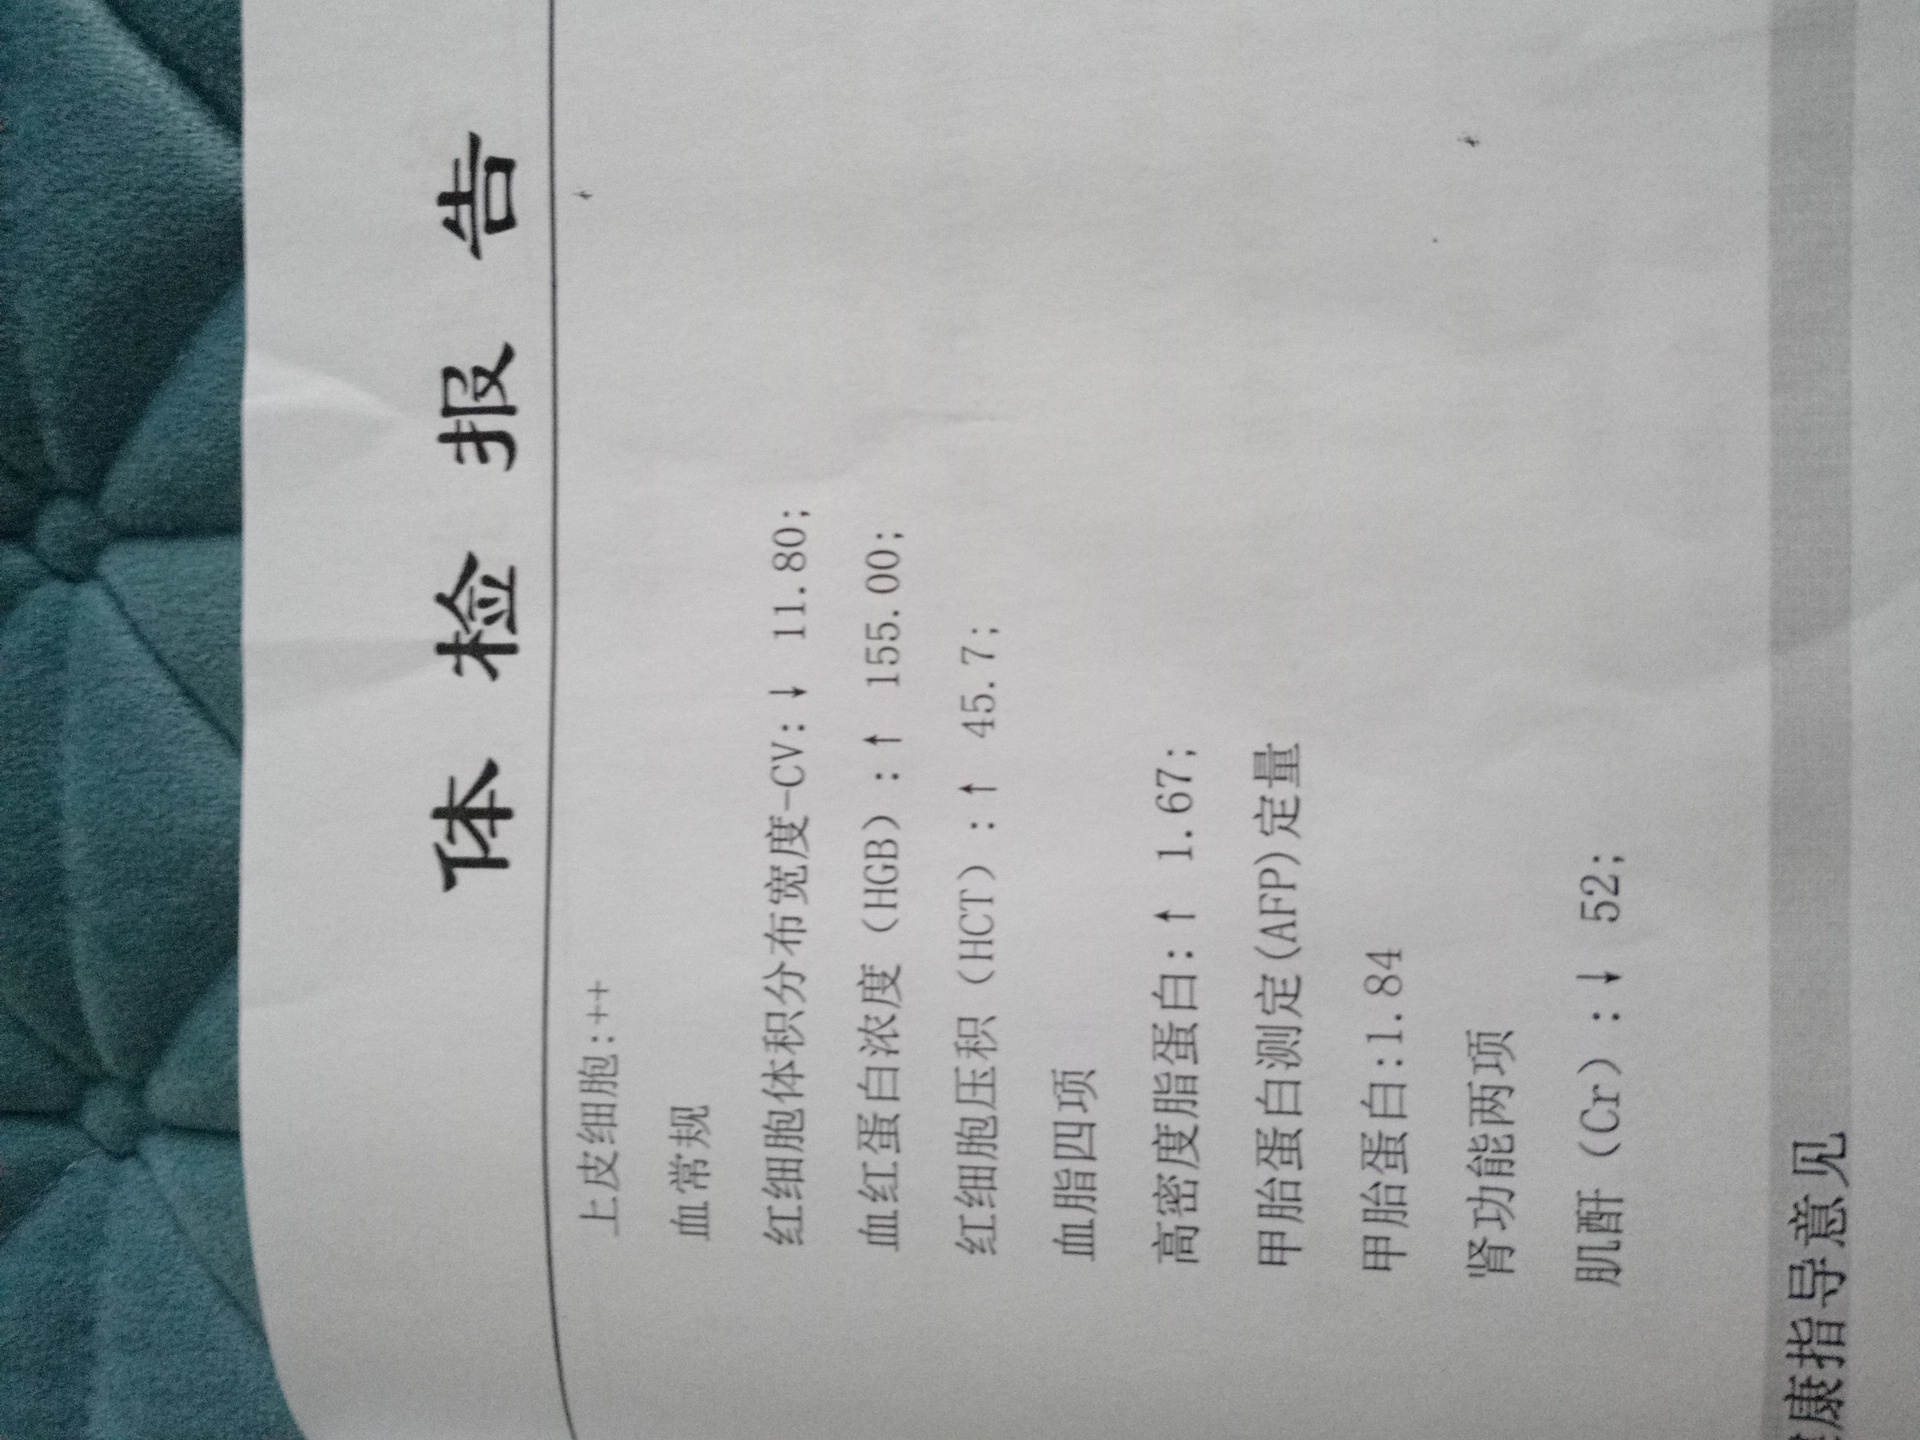 体检报告
上皮细胞:++
血常规
红细胞体积分布宽度-CV:↓ 11.80;
血红蛋白浓度（HGB）:↑ 155.00;
红细胞压积（HCT）:↑ 45.7;
血脂四项
高密度脂蛋白:↑ 1.67;
甲胎蛋白测定(AFP)定量
甲胎蛋白:1.84
肾功能两项
肌酐（Cr）:↓ 52;
康指导意见